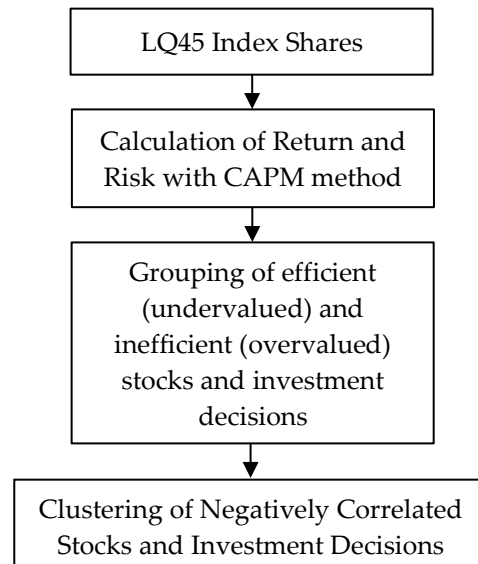 LQ45 Index Shares
Calculation of Return and
Risk with CAPM method
Grouping of efficient
(undervalued) and
inefficient (overvalued)
stocks and investment
decisions
Clustering of Negatively Correlated
Stocks and Investment Decisions